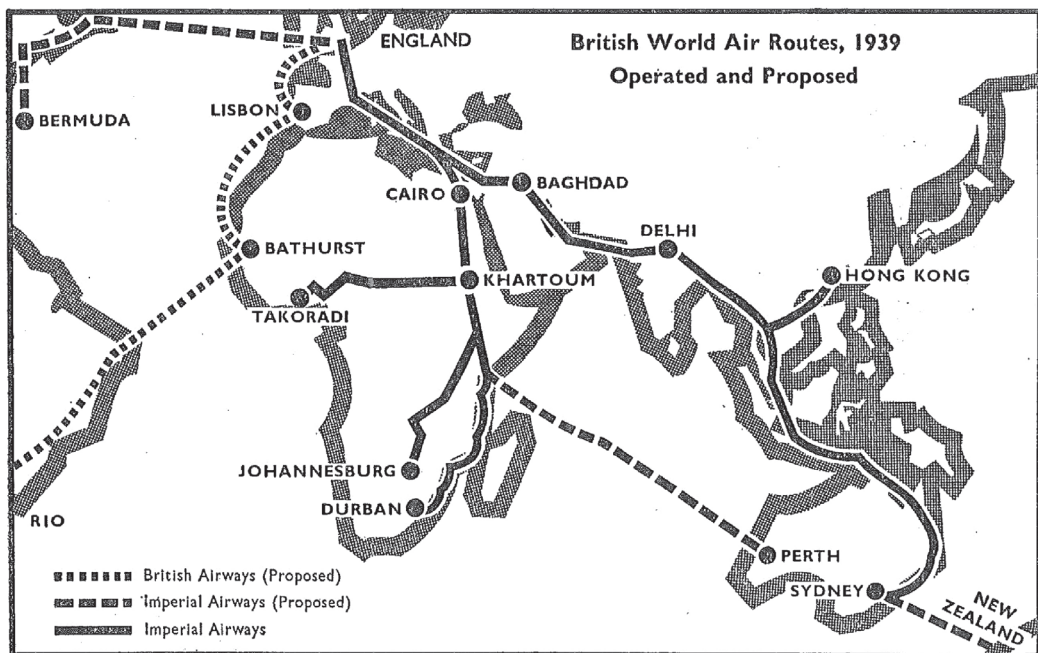 British World Air Routes, 1939
Operated and Proposed
ENGLAND
BERMUDA
LISBON
CAIRO
BAGHDAD
DELHI
BATHURST
KHARTOUM
HONG KONG
TAKORADI
JOHANNESBURG
DURBAN
RIO
PERTH
SYDNEY
NEW
ZEALAND
British Airways (Proposed)
Imperial Airways (Proposed)
Imperial Airways